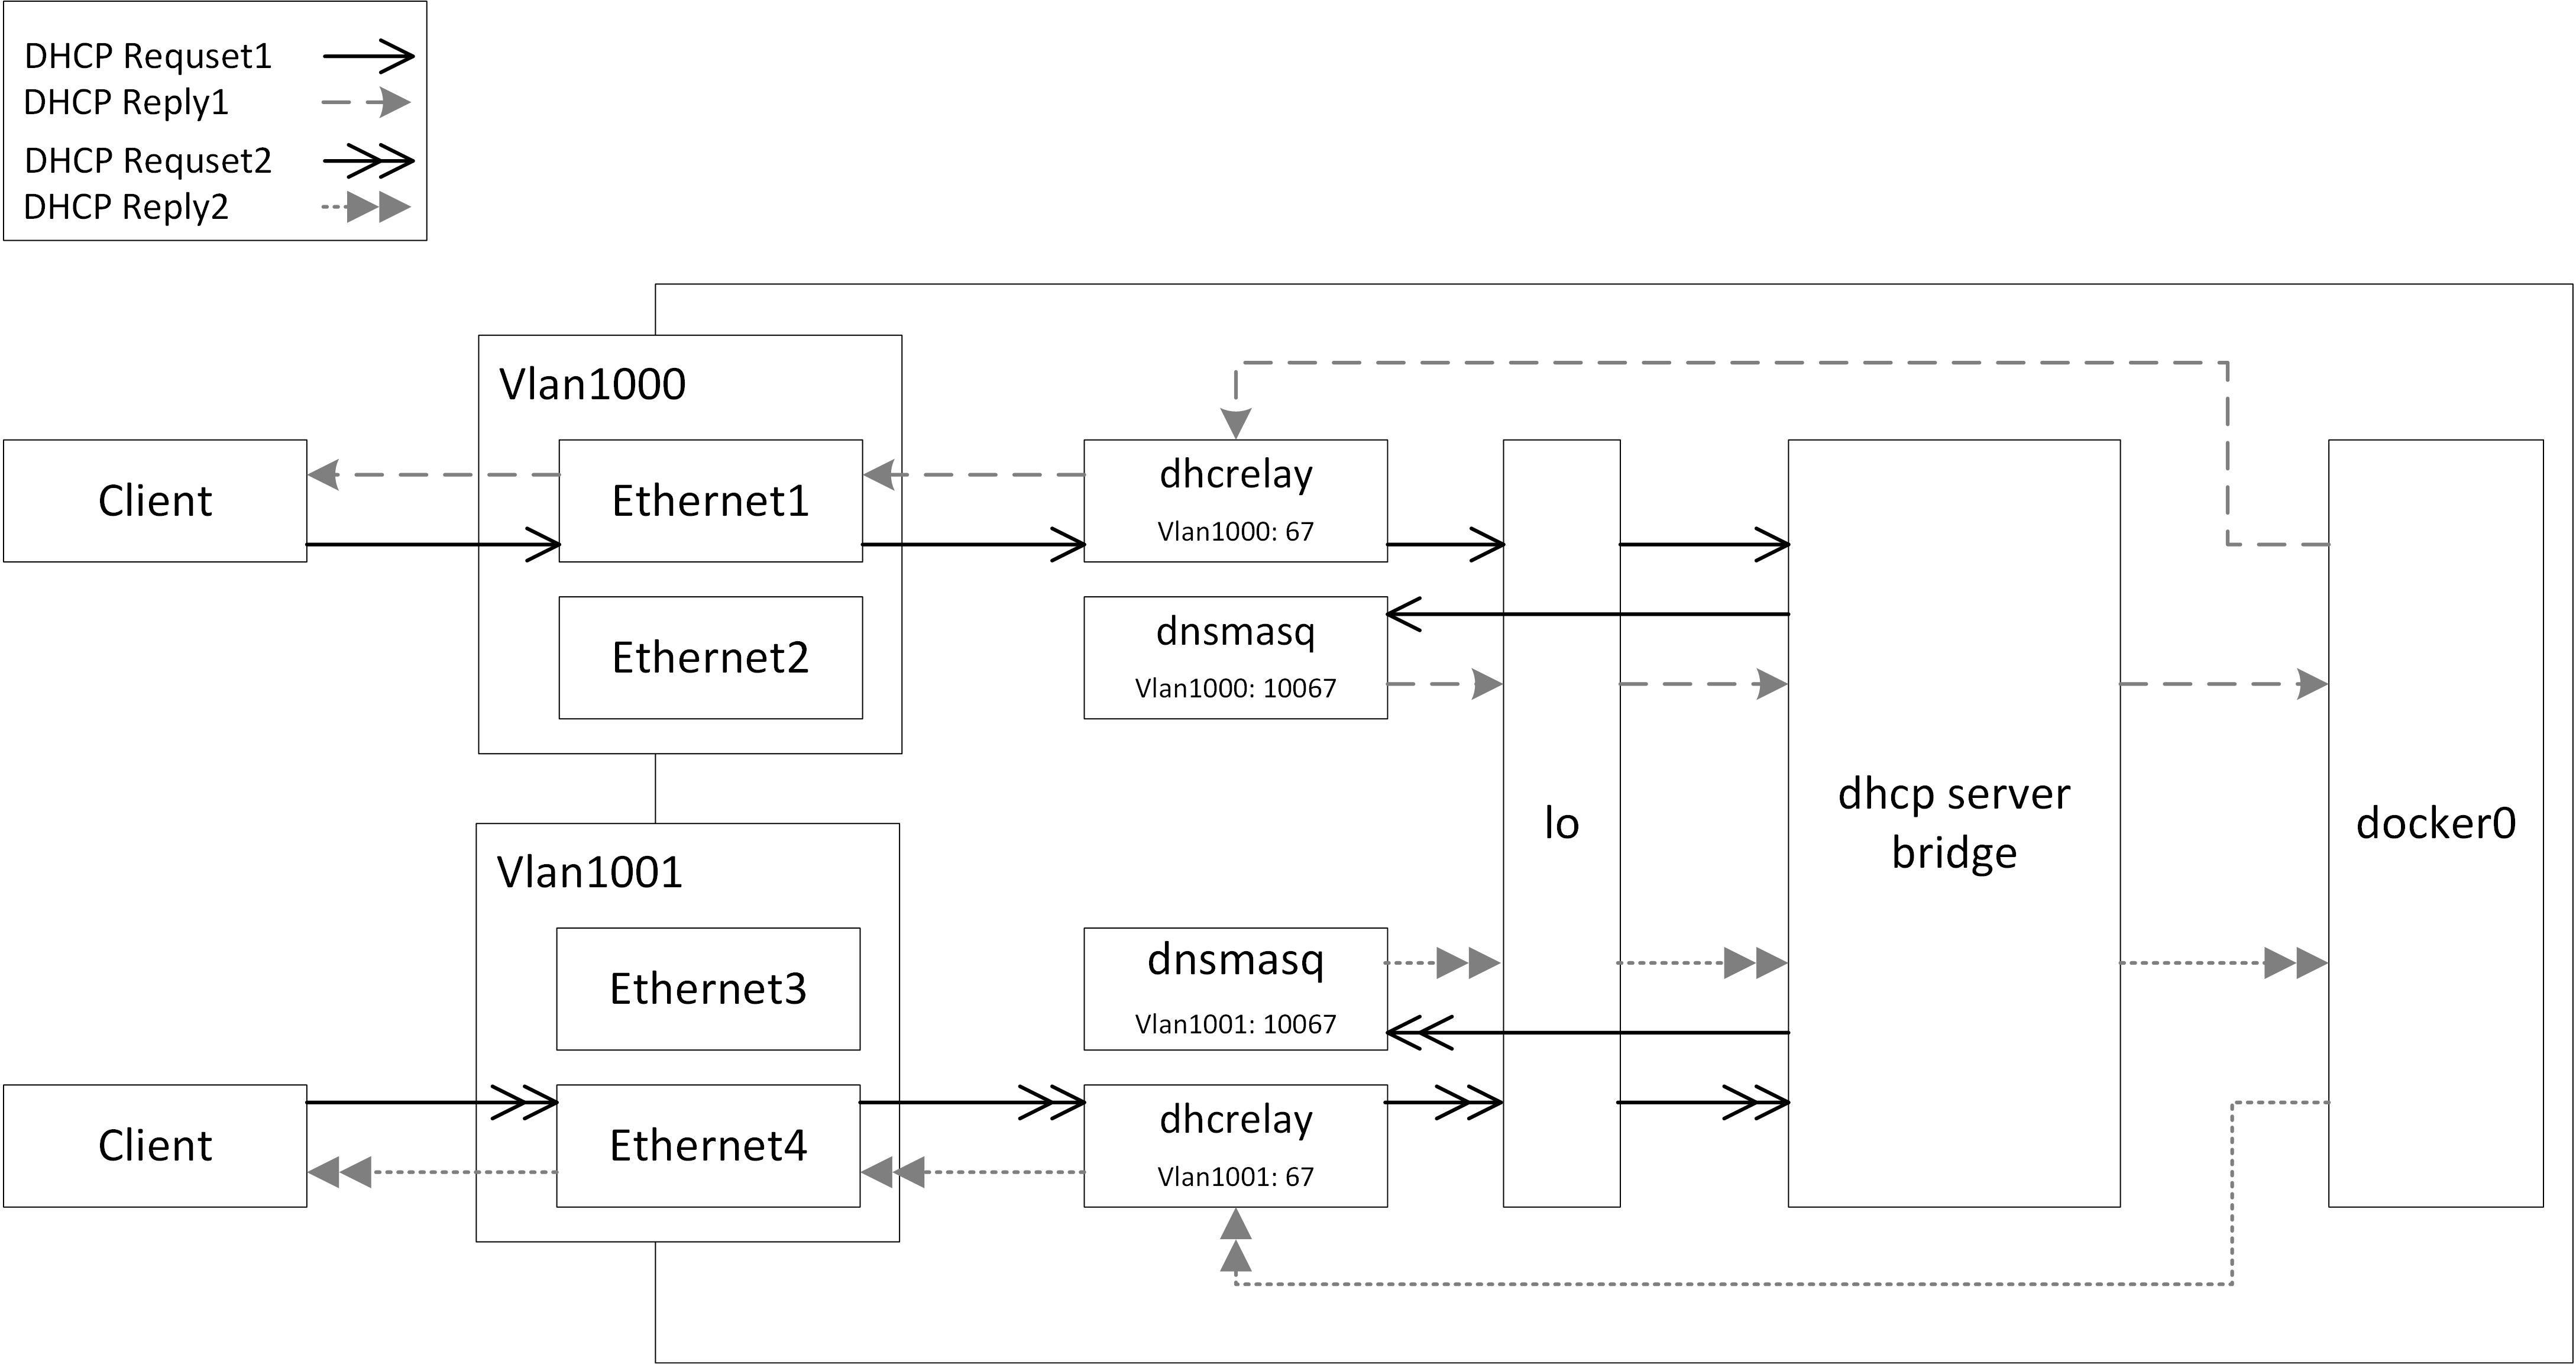 DHCP Requset1
DHCP Reply1
DHCP Requset2
DHCP Reply2
Vlan1000
Client
Ethernet1
dhcrelay
Vlan1000: 67
Ethernet2
dnsmasq
Vlan1000: 10067
lo
dhcp server
bridge
docker0
Vlan1001
Ethernet3
dnsmasq
Vlan1001: 10067
Client
Ethernet4
dhcrelay
Vlan1001: 67